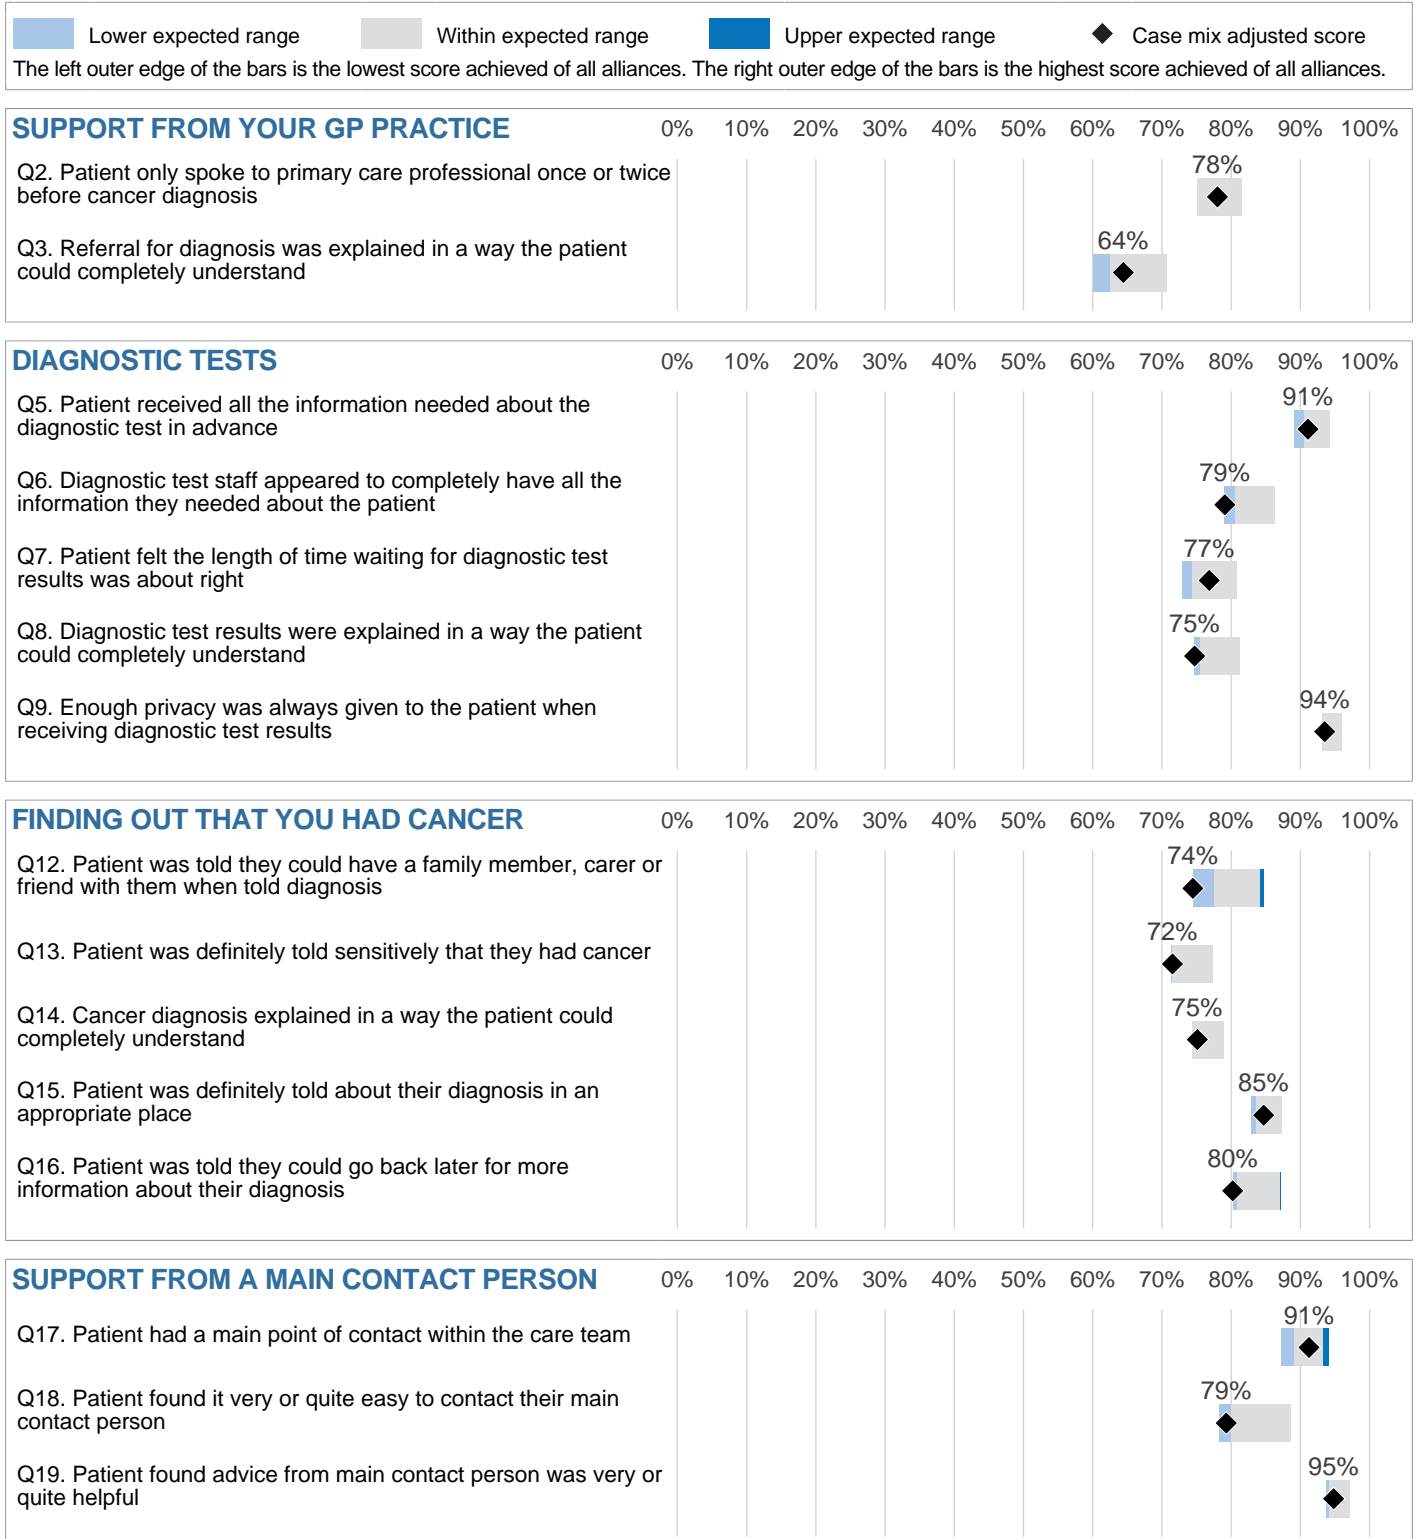 Lower expected range Within expected range Upper expected range Case mix adjusted score
The left outer edge of the bars is the lowest score achieved of all alliances. The right outer edge of the bars is the highest score achieved of all alliances.
SUPPORT FROM YOUR GP PRACTICE 0% 10% 20% 30% 40% 50% 60% 70% 80% 90% 100%
78%
Q2. Patient only spoke to primary care professional once or twice
before cancer diagnosis
64%
Q3. Referral for diagnosis was explained in a way the patient
could completely understand
DIAGNOSTIC TESTS 0% 10% 20% 30% 40% 50% 60% 70% 80% 90% 100%
91%
Q5. Patient received all the information needed about the
diagnostic test in advance
79%
Q6. Diagnostic test staff appeared to completely have all the
information they needed about the patient
77%
Q7. Patient felt the length of time waiting for diagnostic test
results was about right
75%
Q8. Diagnostic test results were explained in a way the patient
could completely understand
94%
Q9. Enough privacy was always given to the patient when
receiving diagnostic test results
FINDING OUT THAT YOU HAD CANCER 0% 10% 20% 30% 40% 50% 60% 70% 80% 90% 100%
74%
Q12. Patient was told they could have a family member, carer or
friend with them when told diagnosis
72%
Q13. Patient was definitely told sensitively that they had cancer
75%
Q14. Cancer diagnosis explained in a way the patient could
completely understand
85%
Q15. Patient was definitely told about their diagnosis in an
appropriate place
80%
Q16. Patient was told they could go back later for more
information about their diagnosis
SUPPORT FROM A MAIN CONTACT PERSON 0% 10% 20% 30% 40% 50% 60% 70% 80% 90% 100%
91%
Q17. Patient had a main point of contact within the care team
79%
Q18. Patient found it very or quite easy to contact their main
contact person
95%
Q19. Patient found advice from main contact person was very or
quite helpful